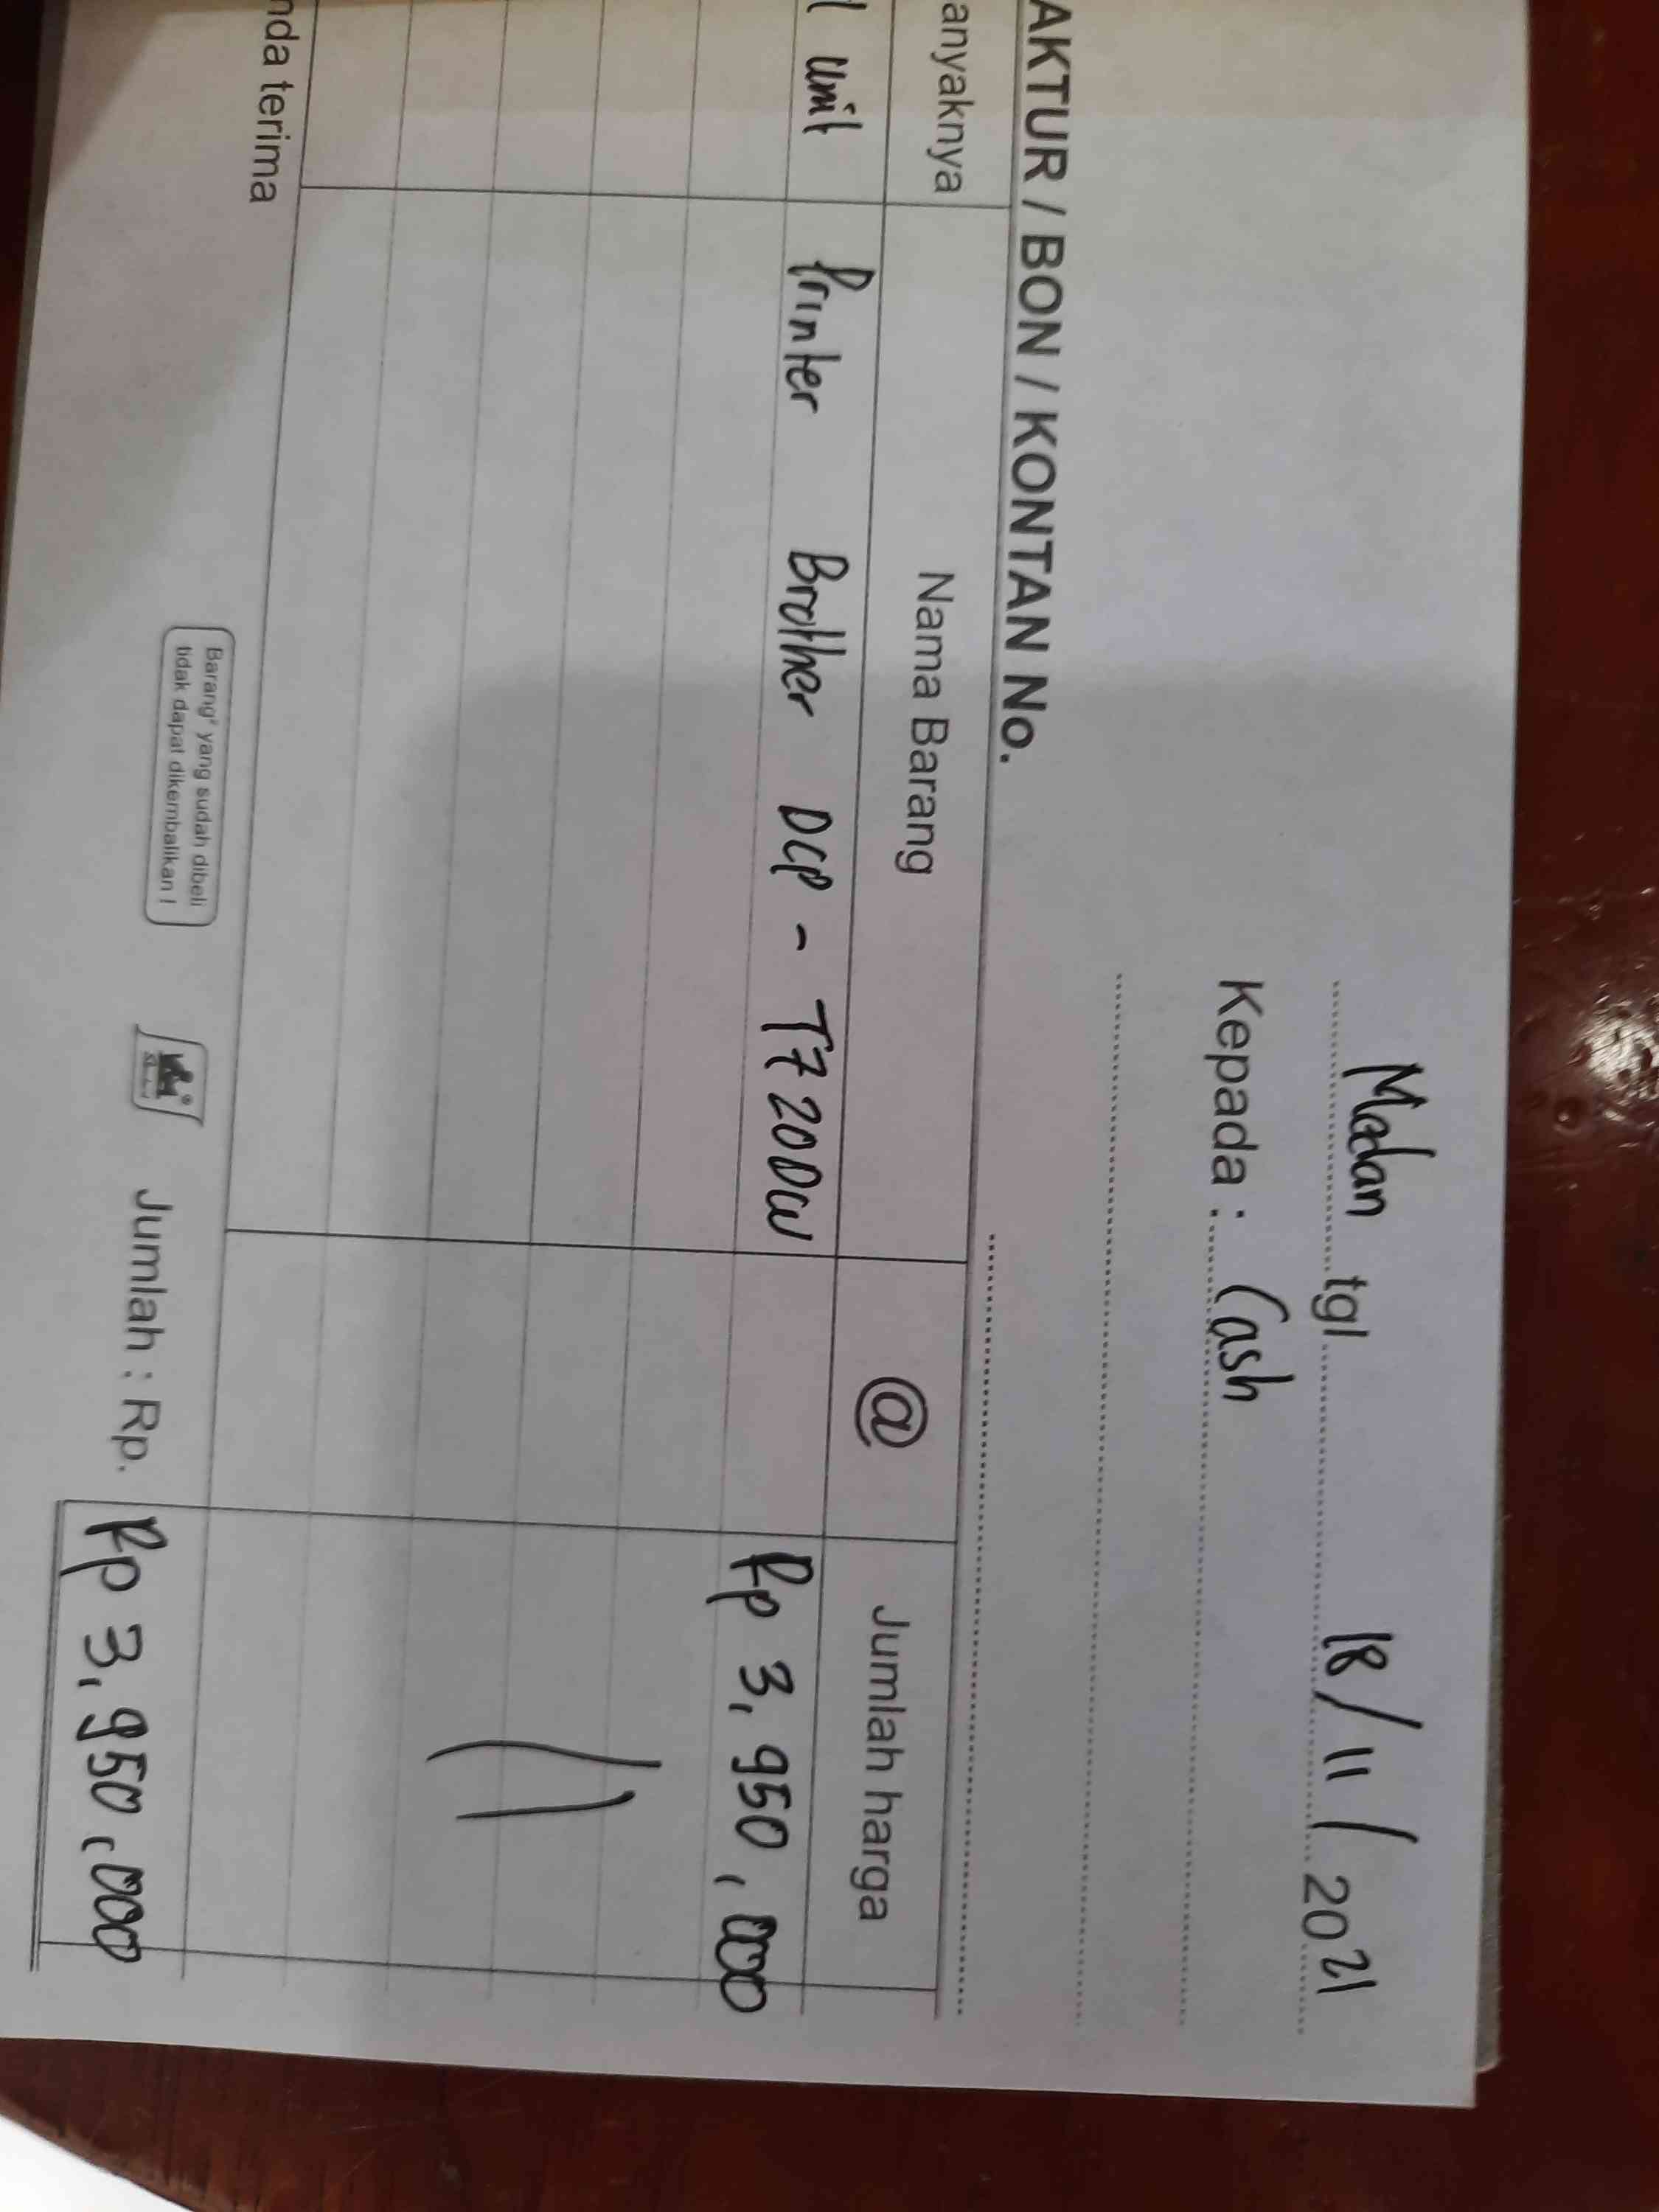 Medan tgl 18/11/2021
Kepada : Cash
AKTUR / BON / KONTAN No.
anyaknya Nama Barang @ Jumlah harga
1 unit Printer Brother DCP - T720DW Rp 3,950,000
nda terima
Barang² yang sudah dibeli
tidak dapat dikembalikan !
Jumlah : Rp. Rp 3,950,000